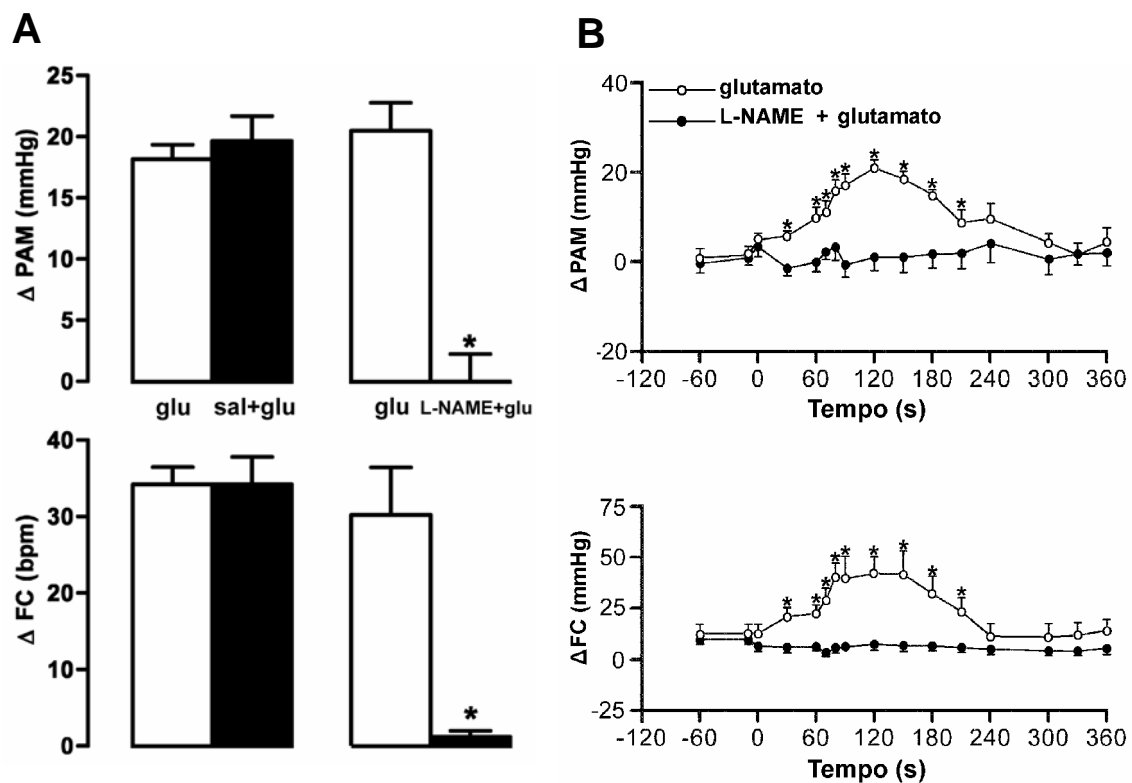 A
Δ PAM (mmHg)
25
20
15
10
5
0
*
glu sal+glu glu L-NAME+glu
Δ FC (bpm)
40
30
20
10
0
*
B
glutamato
L-NAME + glutamato
Δ PAM (mmHg)
40
20
0
-20
* * * * * * * * * *
-120 -60 0 60 120 180 240 300 360
Tempo (s)
Δ FC (mmHg)
75
50
25
0
-25
* * * * * * * * *
-120 -60 0 60 120 180 240 300 360
Tempo (s)